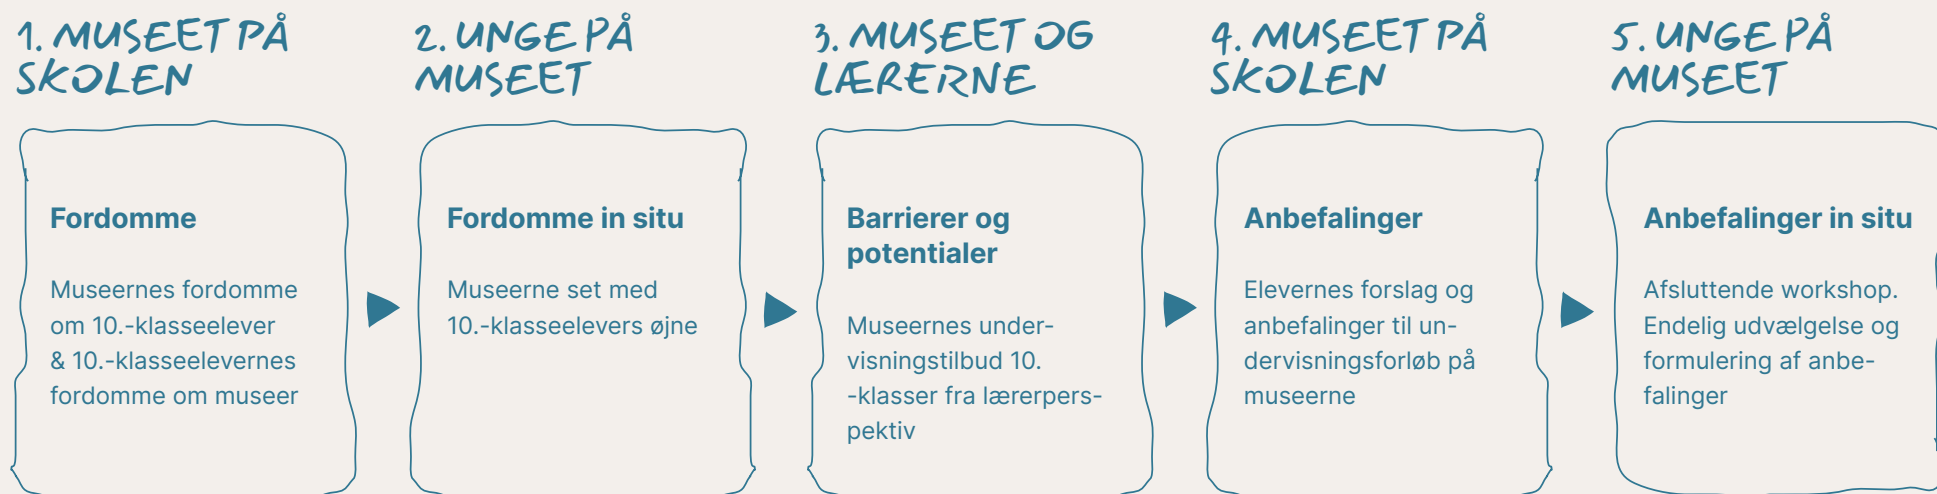 1. MUSEET PÅ
SKOLEN
Fordomme
Museernes fordomme
om 10.-klasseelever
& 10.-klasseelevernes
fordomme om museer
2. UNGE PÅ
MUSEET
Fordomme in situ
Museerne set med
10.-klasseelevers øjne
3. MUSEET OG
LÆRERNE
Barrierer og
potentialer
Museernes under-
visningstilbud 10.
-klasser fra lærerpers-
pektiv
4. MUSEET PÅ
SKOLEN
Anbefalinger
Elevernes forslag og
anbefalinger til un-
dervisningsforløb på
museerne
5. UNGE PÅ
MUSEET
Anbefalinger in situ
Afsluttende workshop.
Endelig udvælgelse og
formulering af anbe-
falinger